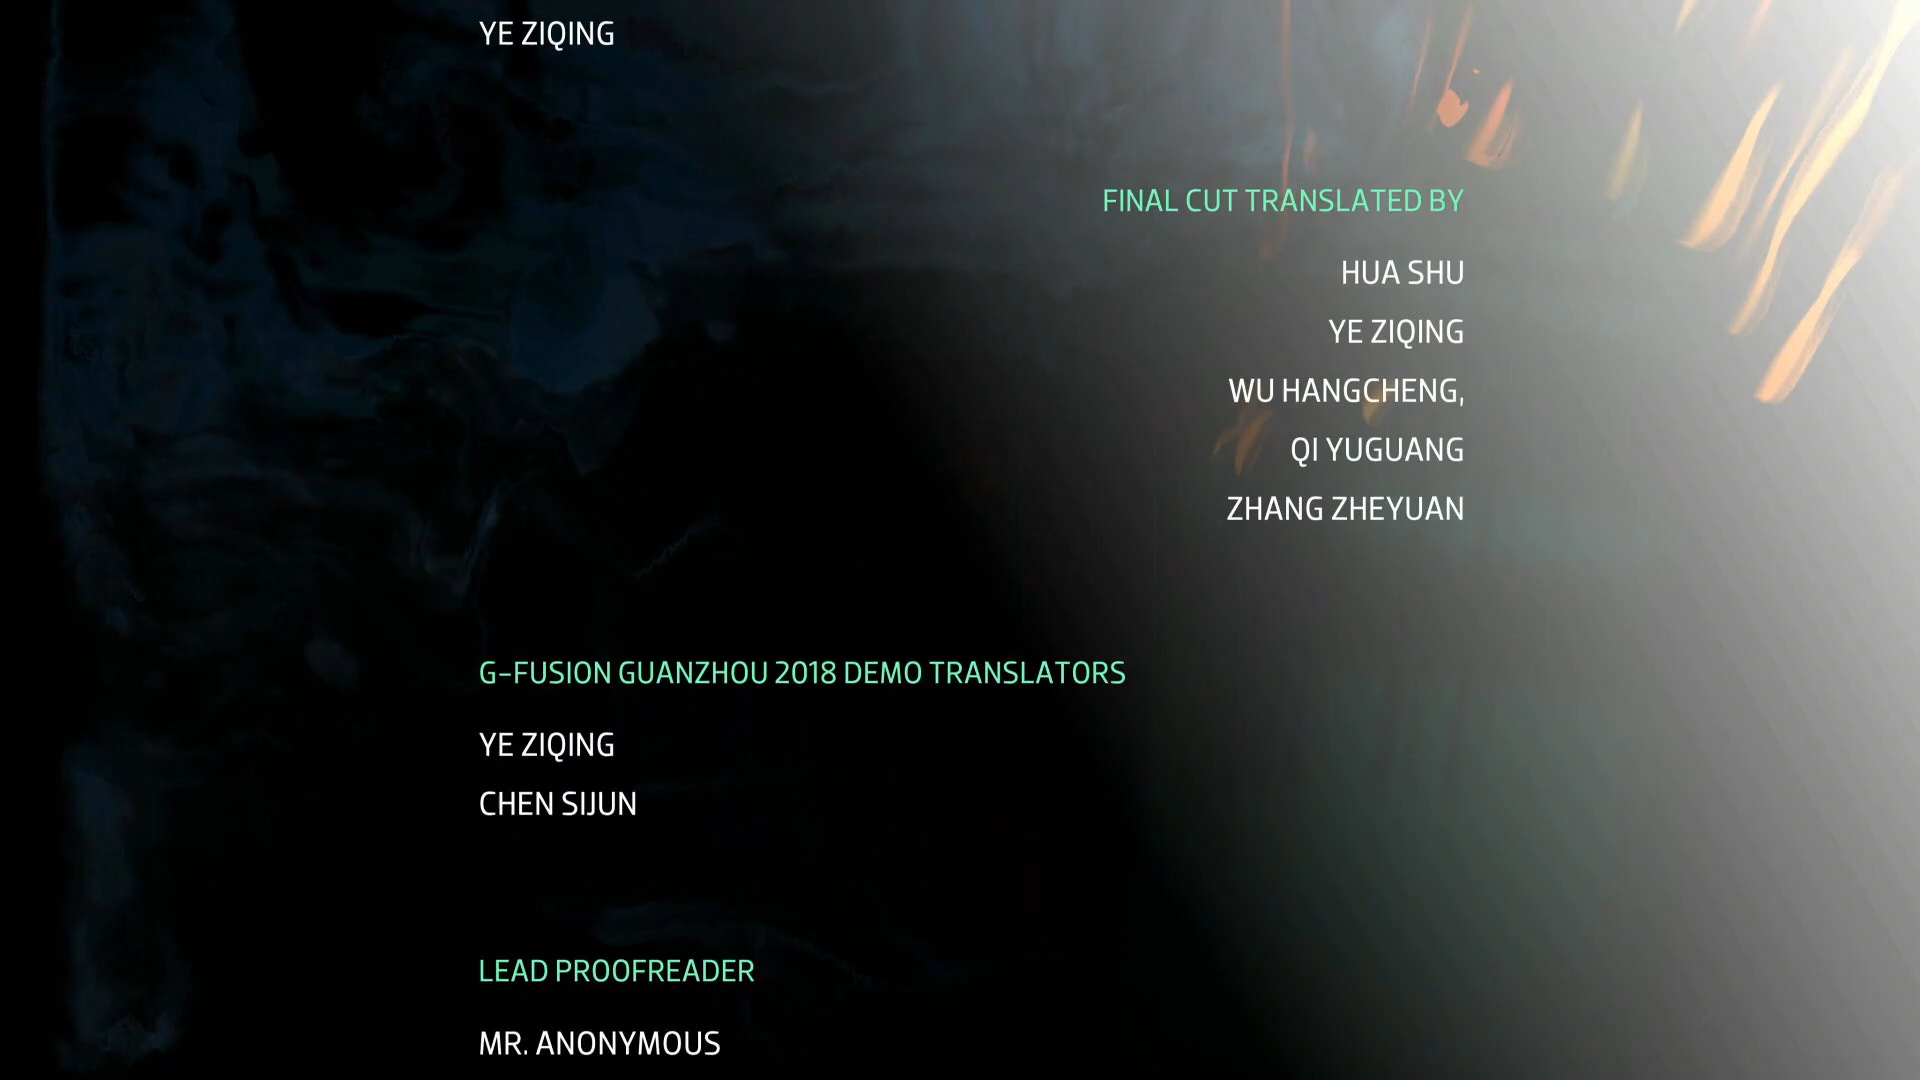 YE ZIQING
FINAL CUT TRANSLATED BY
HUA SHU
YE ZIQING
WU HANGCHENG,
QI YUGUANG
ZHANG ZHEYUAN
G-FUSION GUANZHOU 2018 DEMO TRANSLATORS
YE ZIQING
CHEN SIJUN
LEAD PROOFREADER
MR. ANONYMOUS